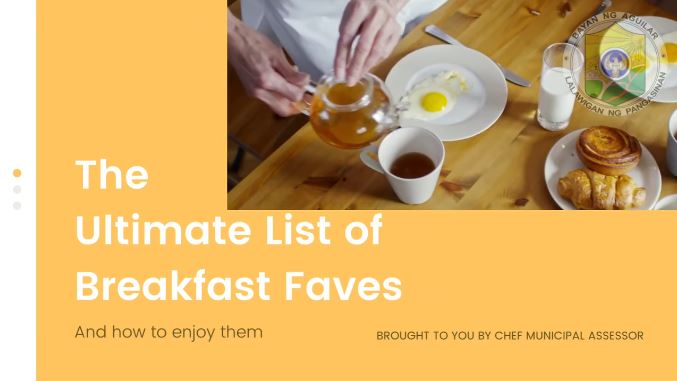 BAYAN NG AGUILAR
LALAWIGAN NG PANGASINAN
The
Ultimate List of
Breakfast Faves
And how to enjoy them
BROUGHT TO YOU BY CHEF MUNICIPAL ASSESSOR